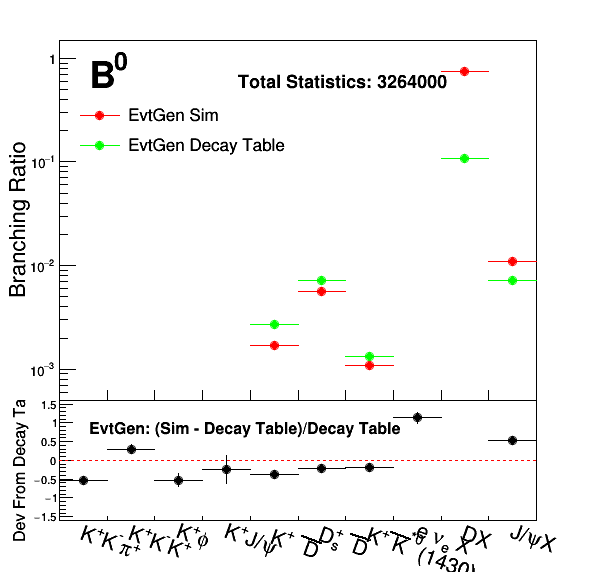 B⁰
Total Statistics: 3264000
EvtGen Sim
EvtGen Decay Table
Branching Ratio
1
10⁻¹
10⁻²
10⁻³
EvtGen: (Sim - Decay Table)/Decay Table
Dev From Decay Ta
1.5
1
0.5
0
−0.5
−1
−1.5
K⁺K⁻π⁺
K⁺K⁻K⁺
K⁺φ
K⁺J/ψ
K⁺D̅
D⁺ₛD̅
e νₑ X
(1430)
DX
J/ψX